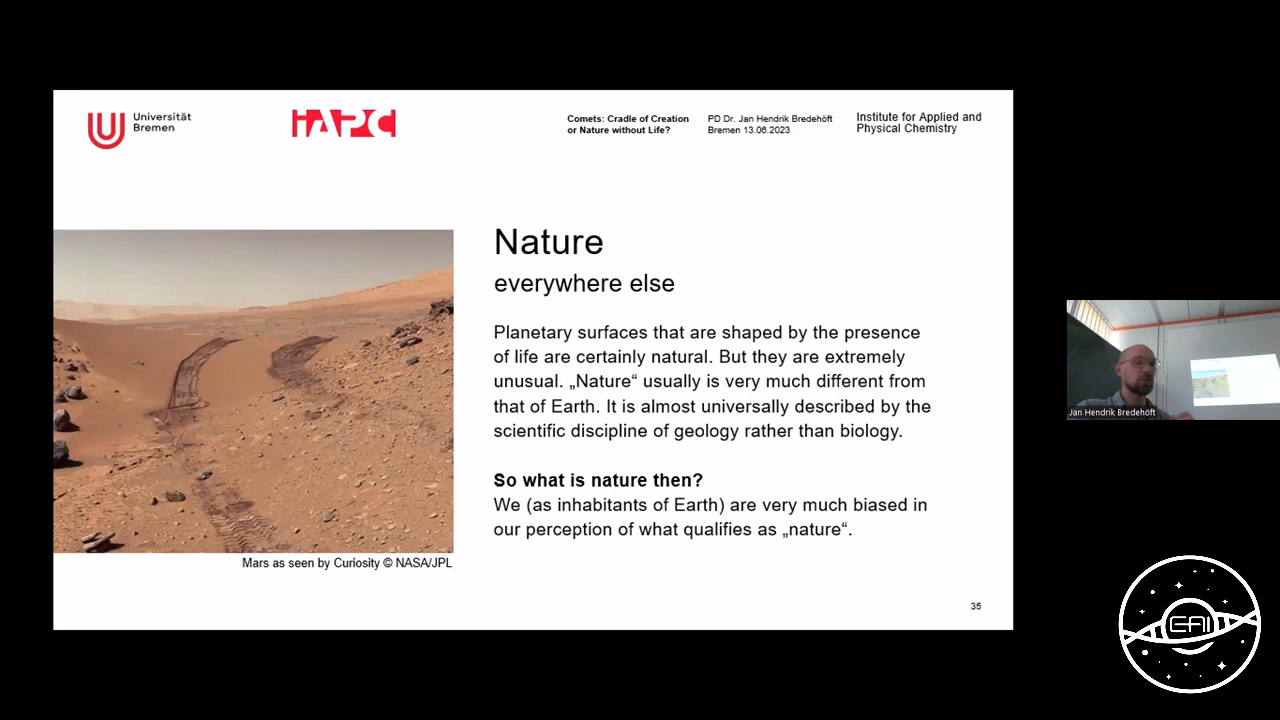 Universität
Bremen
IAPC
Comets: Cradle of Creation
or Nature without Life?
PD Dr. Jan Hendrik Bredehöft
Bremen 13.06.2023
Institute for Applied and
Physical Chemistry
Nature
everywhere else
Planetary surfaces that are shaped by the presence
of life are certainly natural. But they are extremely
unusual. „Nature“ usually is very much different from
that of Earth. It is almost universally described by the
scientific discipline of geology rather than biology.
So what is nature then?
We (as inhabitants of Earth) are very much biased in
our perception of what qualifies as „nature“.
Mars as seen by Curiosity © NASA/JPL
35
Jan Hendrik Bredehöft
EAI